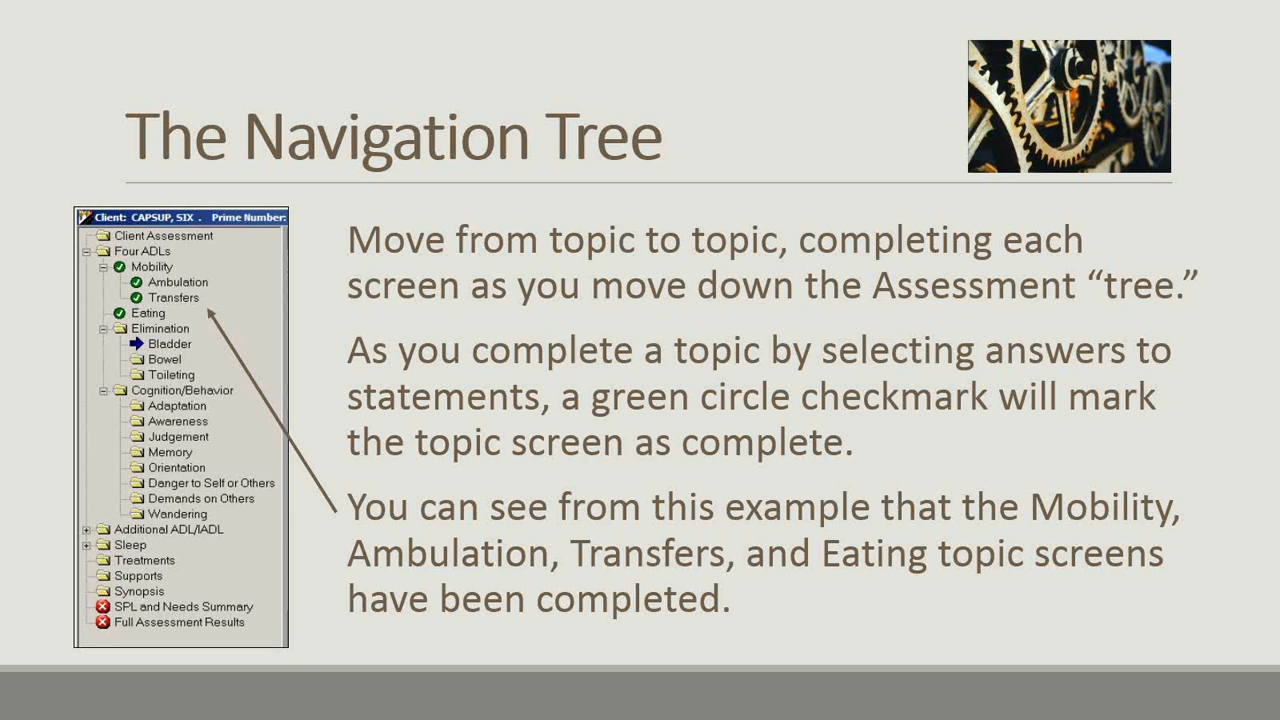 The Navigation Tree
Client: CAPSUP, SIX . Prime Number:
Client Assessment
Four ADLs
Mobility
Ambulation
Transfers
Eating
Elimination
Bladder
Bowel
Toileting
Cognition/Behavior
Adaptation
Awareness
Judgement
Memory
Orientation
Danger to Self or Others
Demands on Others
Wandering
Additional ADL/IADL
Sleep
Treatments
Supports
Synopsis
SPL and Needs Summary
Full Assessment Results
Move from topic to topic, completing each
screen as you move down the Assessment “tree.”
As you complete a topic by selecting answers to
statements, a green circle checkmark will mark
the topic screen as complete.
You can see from this example that the Mobility,
Ambulation, Transfers, and Eating topic screens
have been completed.